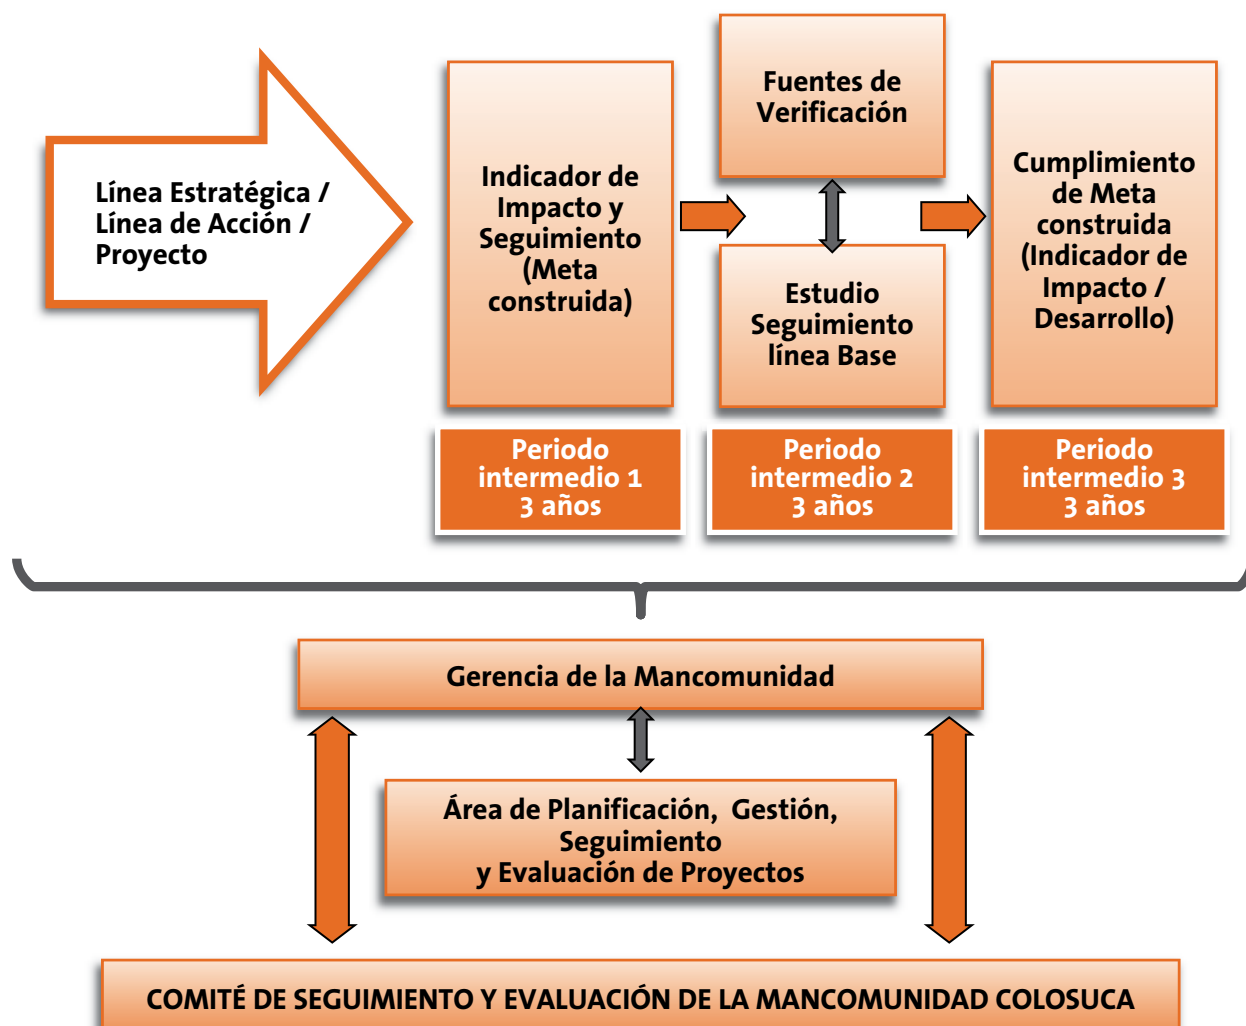 Línea Estratégica /
Línea de Acción /
Proyecto
Indicador de
Impacto y
Seguimiento
(Meta
construida)
Fuentes de
Verificación
Estudio
Seguimiento
línea Base
Cumplimiento
de Meta
construida
(Indicador de
Impacto /
Desarrollo)
Periodo
intermedio 1
3 años
Periodo
intermedio 2
3 años
Periodo
intermedio 3
3 años
Gerencia de la Mancomunidad
Área de Planificación, Gestión,
Seguimiento
y Evaluación de Proyectos
COMITÉ DE SEGUIMIENTO Y EVALUACIÓN DE LA MANCOMUNIDAD COLOSUCA